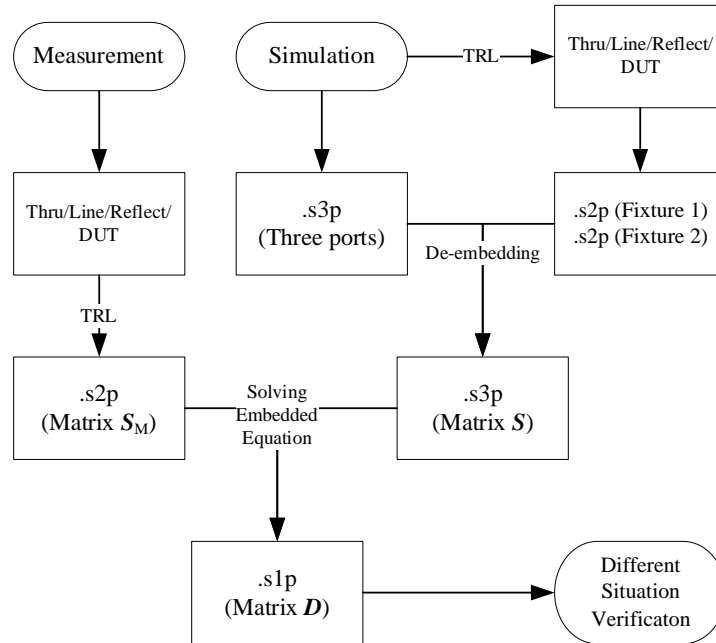 Measurement
Simulation
TRL
Thru/Line/Reflect/
DUT
Thru/Line/Reflect/
DUT
.s3p
(Three ports)
.s2p (Fixture 1)
.s2p (Fixture 2)
De-embedding
TRL
.s2p
(Matrix SM)
Solving
Embedded
Equation
.s3p
(Matrix S)
.s1p
(Matrix D)
Different
Situation
Verificaton